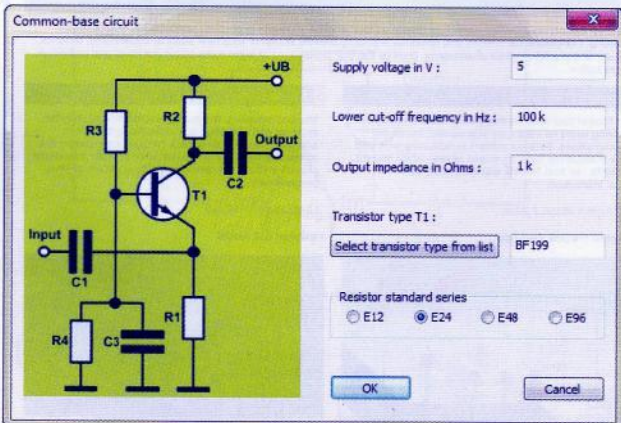 Common-base circuit
+UB
R3
R2
Output
C2
T1
Input
C1
R4
C3
R1
Supply voltage in V :
5
Lower cut-off frequency in Hz :
100 k
Output impedance in Ohms :
1 k
Transistor type T1 :
Select transistor type from list
BF199
Resistor standard series
E12
E24
E48
E96
OK
Cancel